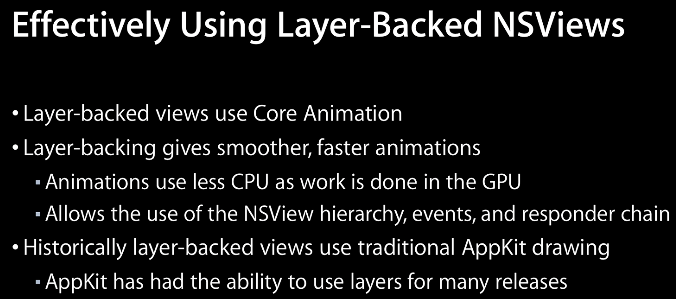 Effectively Using Layer-Backed NSViews
• Layer-backed views use Core Animation
• Layer-backing gives smoother, faster animations
▪ Animations use less CPU as work is done in the GPU
▪ Allows the use of the NSView hierarchy, events, and responder chain
• Historically layer-backed views use traditional AppKit drawing
▪ AppKit has had the ability to use layers for many releases